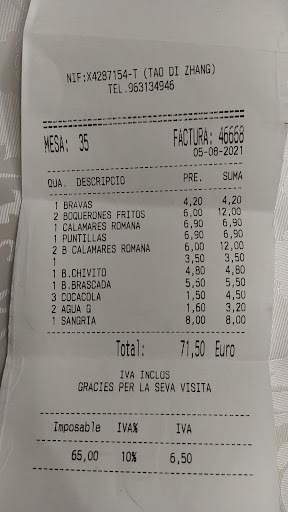 NIF:X4287154-T (TAO DI ZHANG)
TEL.963134946
MESA: 35 FACTURA: 46668
05-08-2021
QUA. DESCRIPCIO PRE. SUMA
1 BRAVAS 4,20 4,20
2 BOQUERONES FRITOS 6,00 12,00
1 CALAMARES ROMANA 6,90 6,90
1 PUNTILLAS 6,90 6,90
2 B CALAMARES ROMANA 6,00 12,00
3,50 3,50
1 B.CHIVITO 4,80 4,80
1 B.BRASCADA 5,50 5,50
3 COCACOLA 1,50 4,50
2 AGUA G 1,60 3,20
1 SANGRIA 8,00 8,00
Total: 71,50 Euro
IVA INCLOS
GRACIES PER LA SEVA VISITA
Imposable IVA% IVA
65,00 10% 6,50